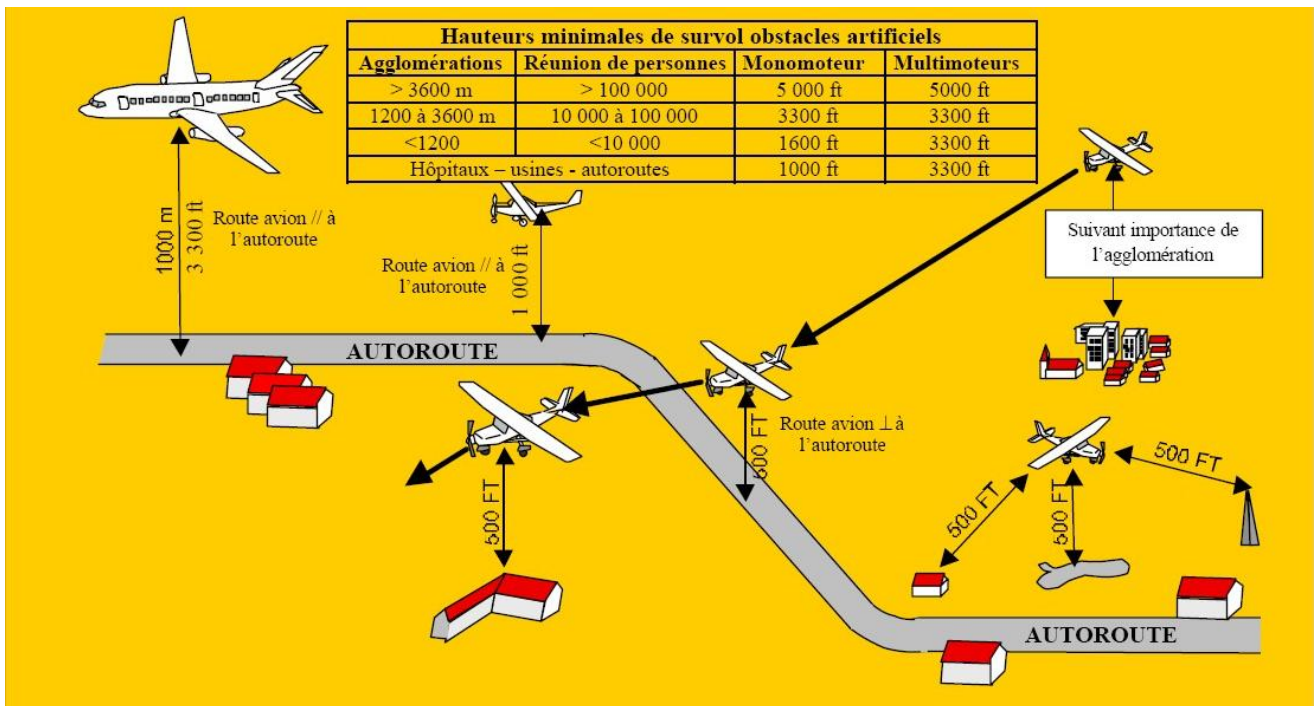 Hauteurs minimales de survol obstacles artificiels
Agglomérations Réunion de personnes Monomoteur Multimoteurs
> 3600 m > 100 000 5 000 ft 5000 ft
1200 à 3600 m 10 000 à 100 000 3300 ft 3300 ft
<1200 <10 000 1600 ft 3300 ft
Hôpitaux – usines - autoroutes 1000 ft 3300 ft
1000 m
3 300 ft
Route avion // à
l'autoroute
Route avion // à
l'autoroute
1 000 ft
Suivant importance de
l'agglomération
AUTOROUTE
500 FT
Route avion ⊥ à
l'autoroute
500 FT
500 FT
500 FT
500 FT
AUTOROUTE